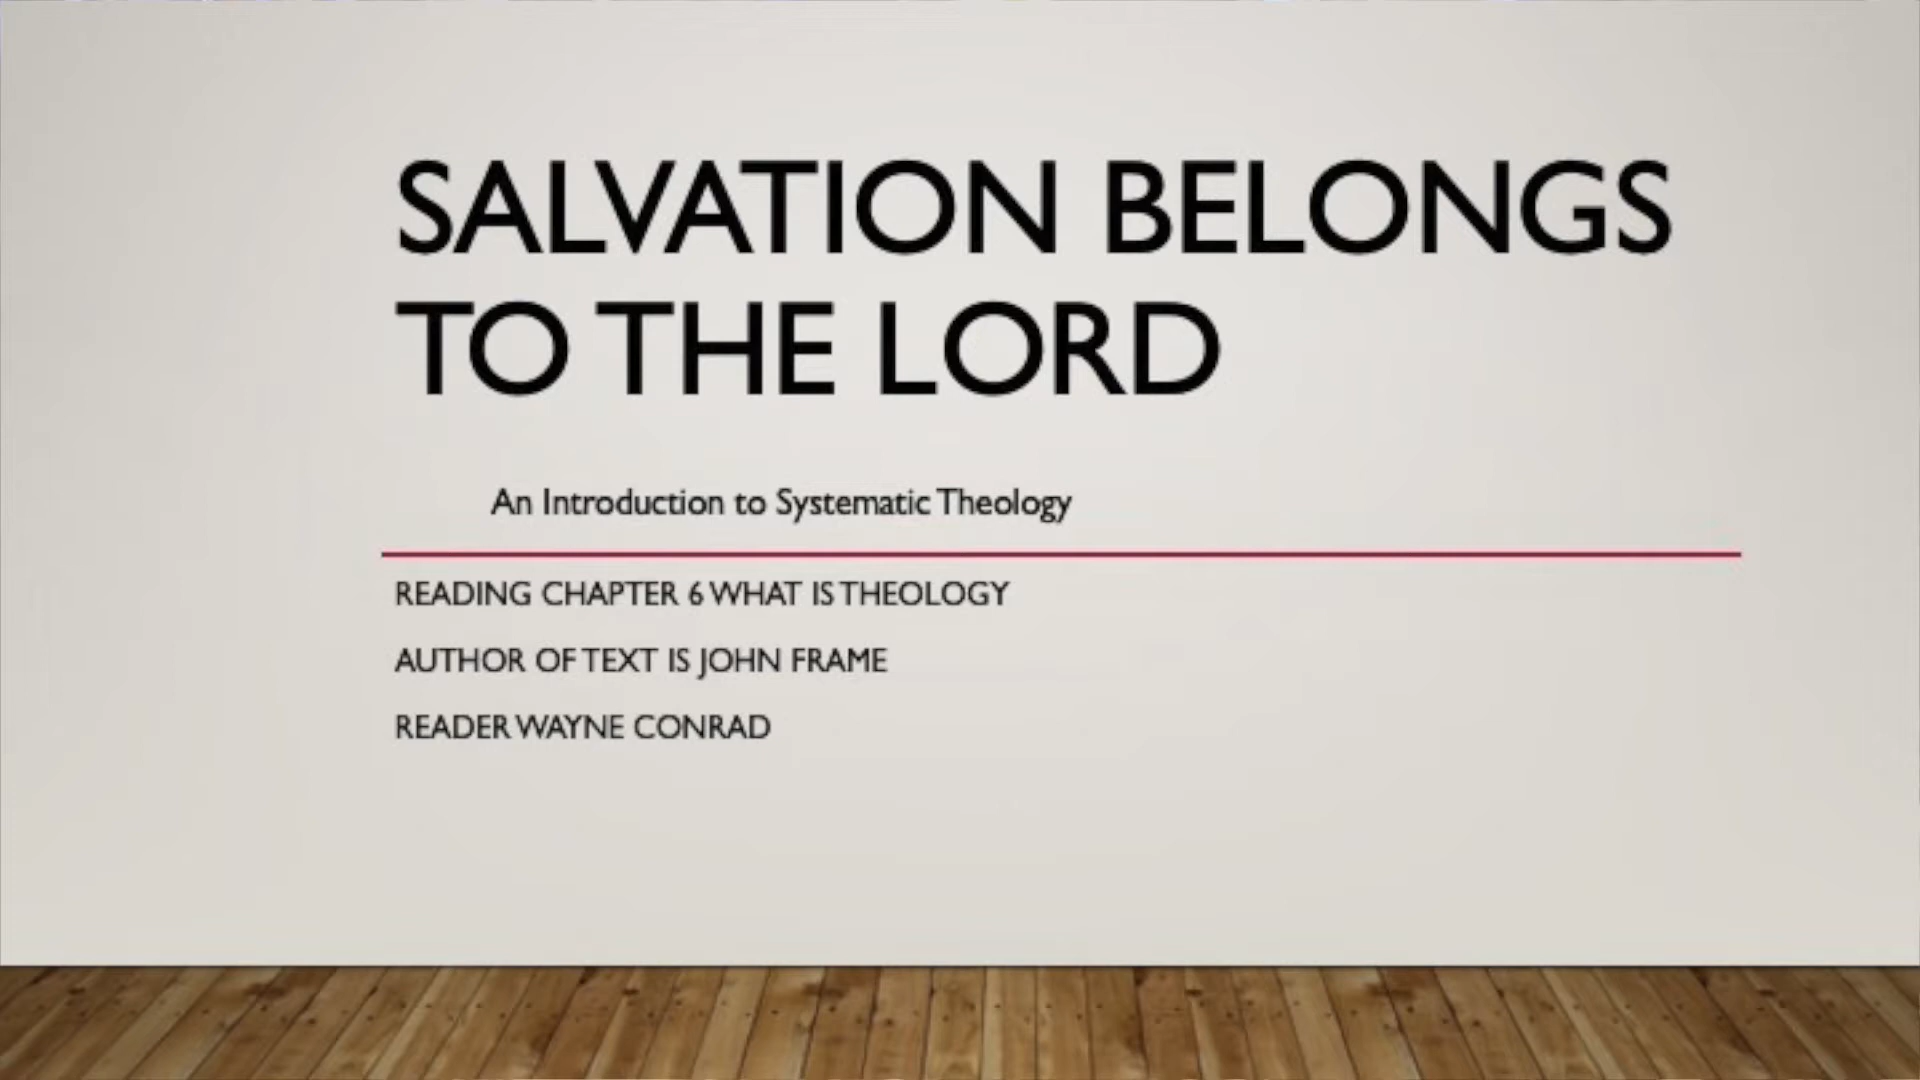 SALVATION BELONGS
TO THE LORD
An Introduction to Systematic Theology
READING CHAPTER 6 WHAT IS THEOLOGY
AUTHOR OF TEXT IS JOHN FRAME
READER WAYNE CONRAD